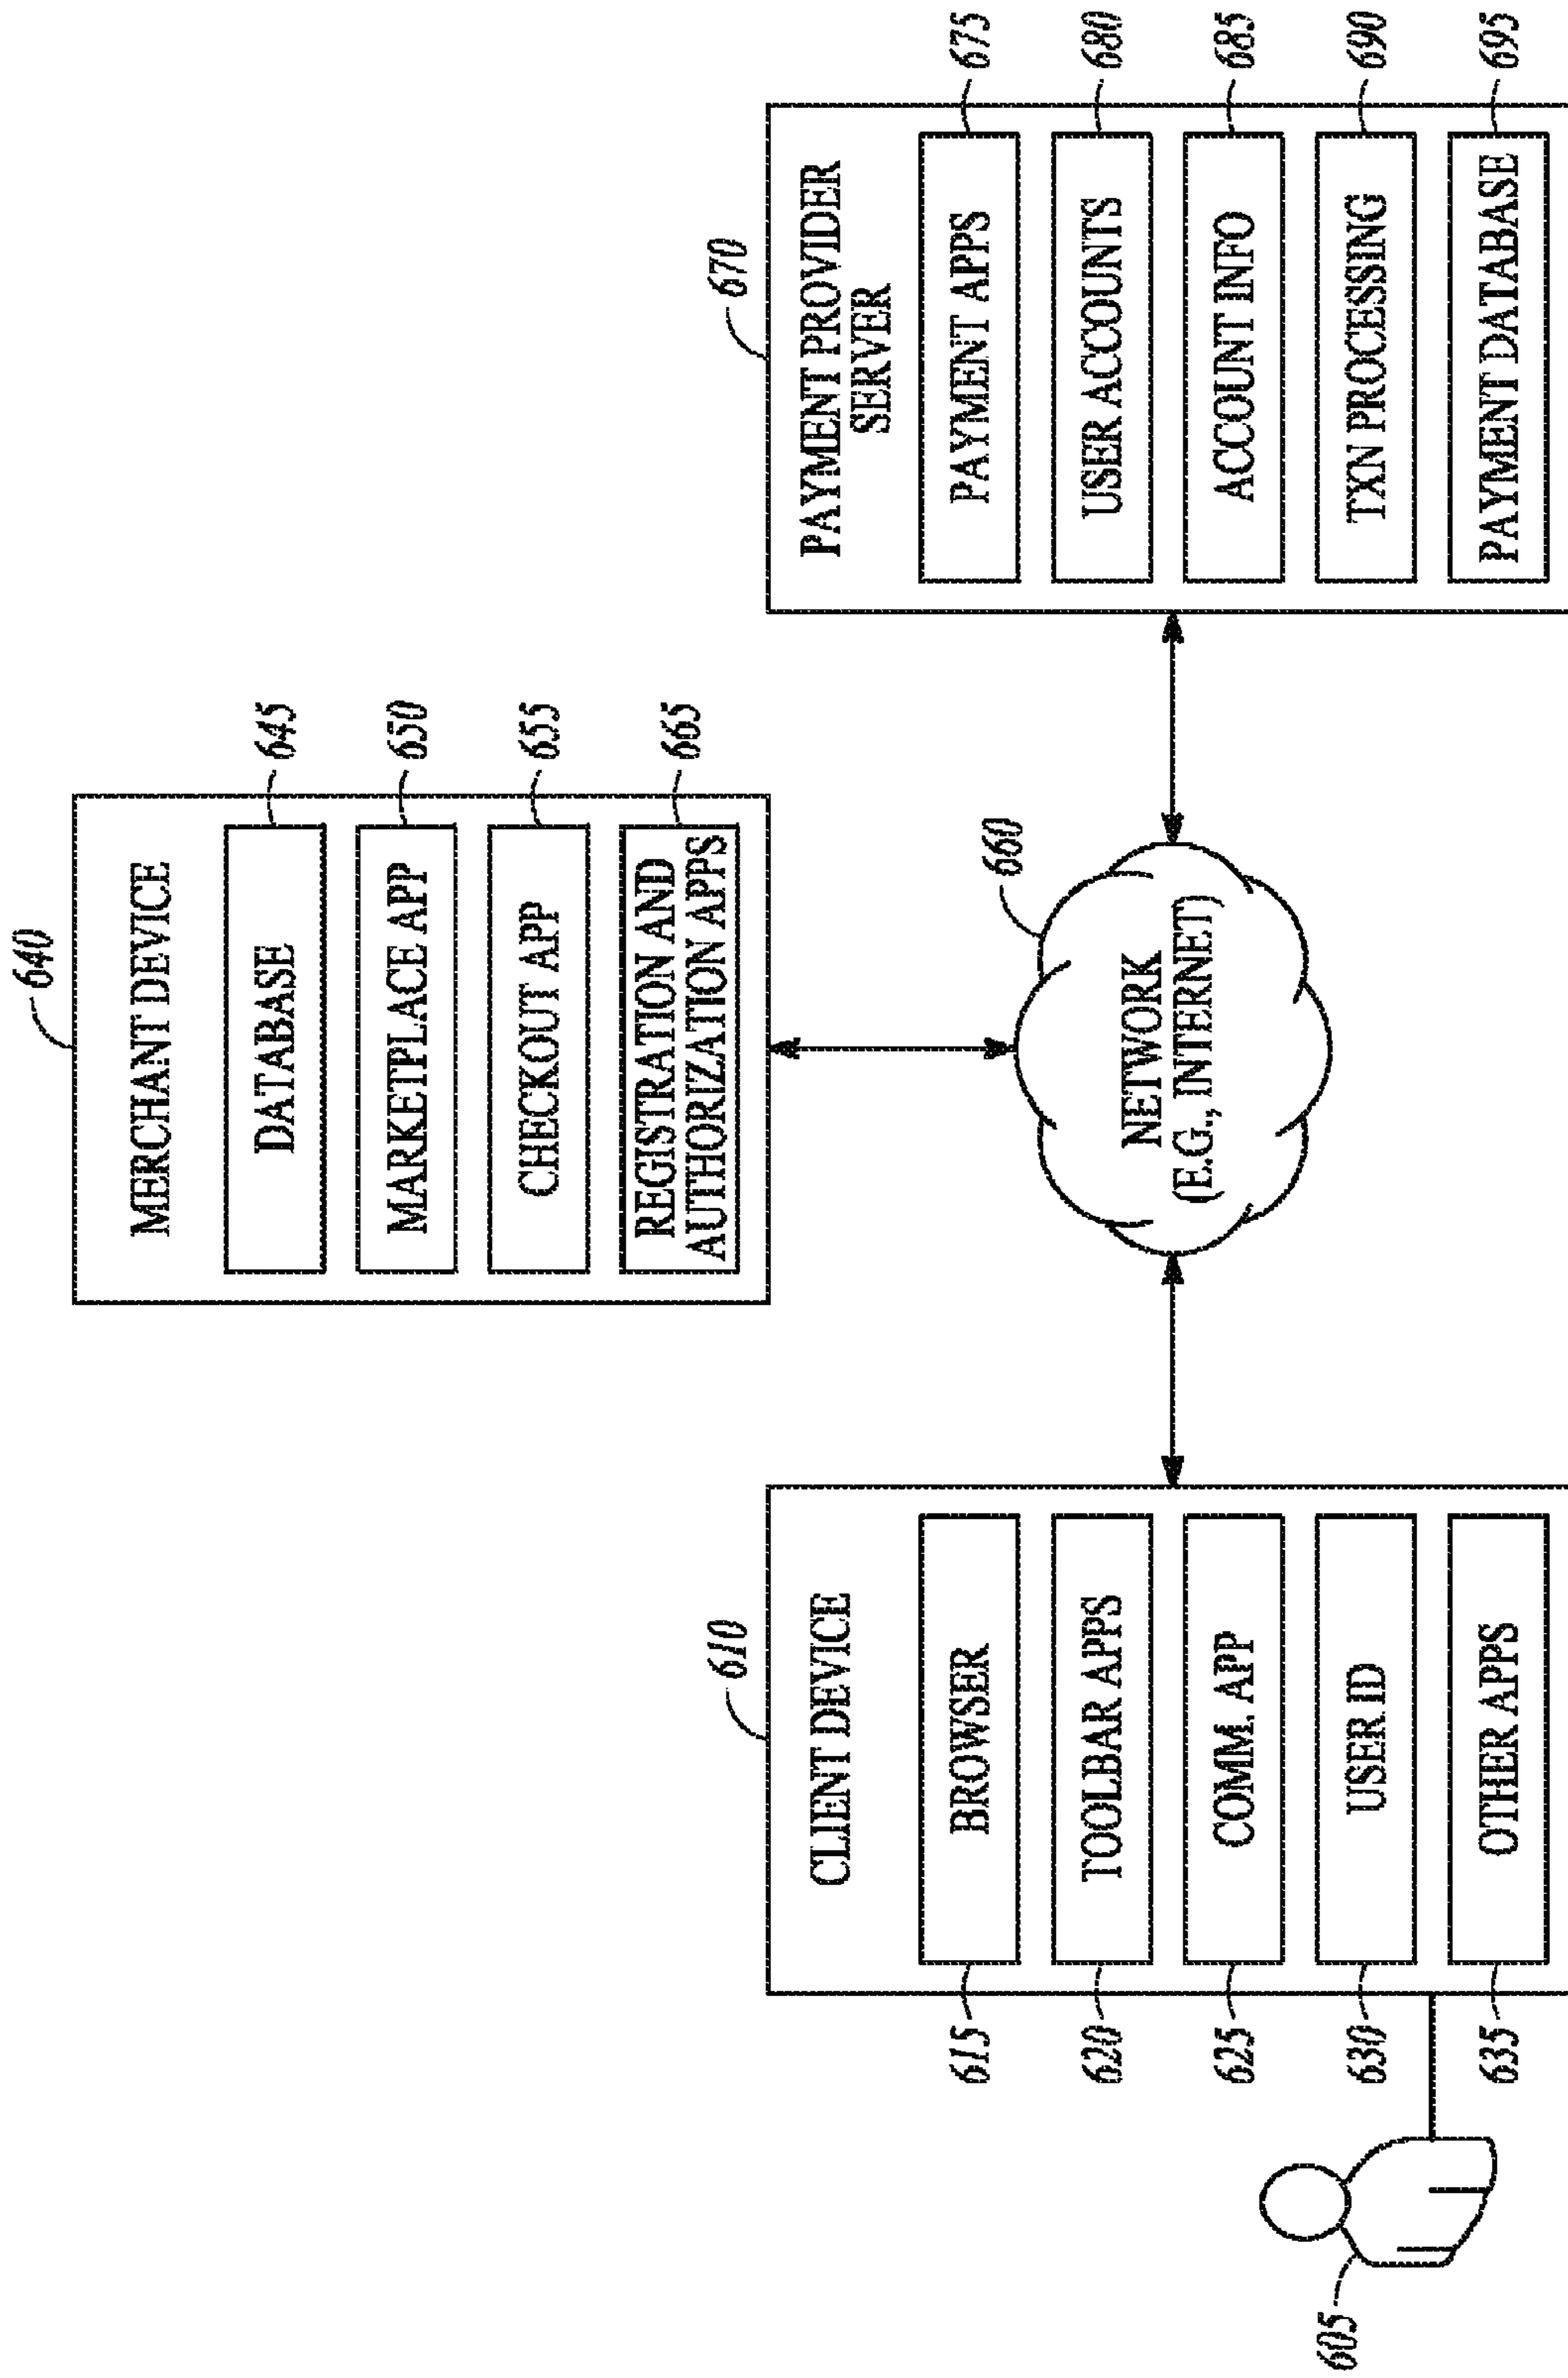 640
MERCHANT DEVICE
DATABASE
645
MARKETPLACE APP
650
CHECKOUT APP
655
REGISTRATION AND
AUTHORIZATION APPS
665
610
CLIENT DEVICE
615
BROWSER
620
TOOLBAR APPS
625
COMM. APP
630
USER ID
635
OTHER APPS
605
660
NETWORK
(E.G., INTERNET)
670
PAYMENT PROVIDER
SERVER
PAYMENT APPS
675
USER ACCOUNTS
680
ACCOUNT INFO
685
TXN PROCESSING
690
PAYMENT DATABASE
695